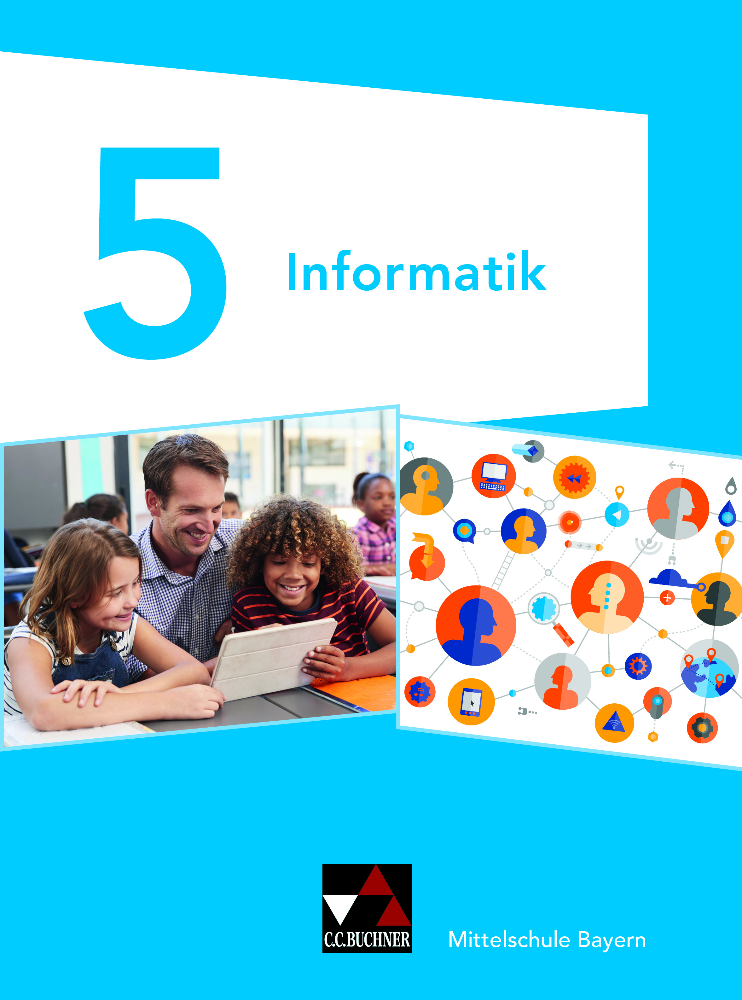 5
Informatik
C.C.BUCHNER
Mittelschule Bayern